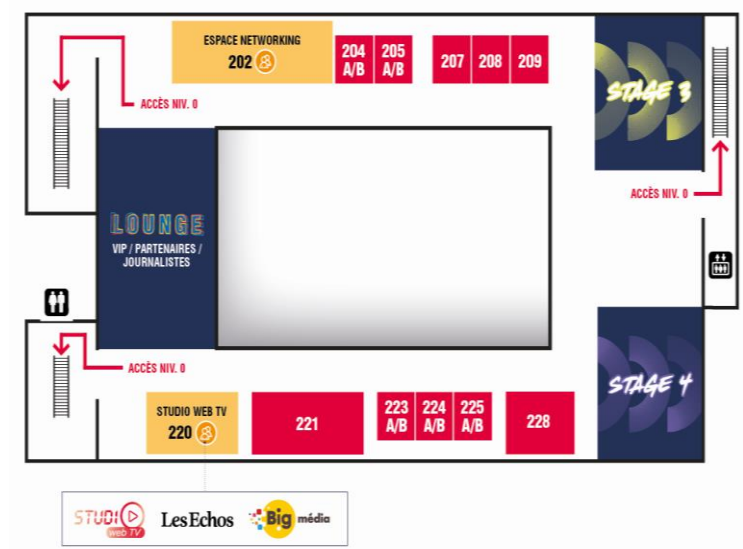 ESPACE NETWORKING
202
204
A/B
205
A/B
207
208
209
STAGE 3
ACCÈS NIV. 0
ACCÈS NIV. 0
LOUNGE
VIP / PARTENAIRES /
JOURNALISTES
ACCÈS NIV. 0
STAGE 4
STUDIO WEB TV
220
221
223
A/B
224
A/B
225
A/B
228
STUDIO
web TV
Les Echos
Big média